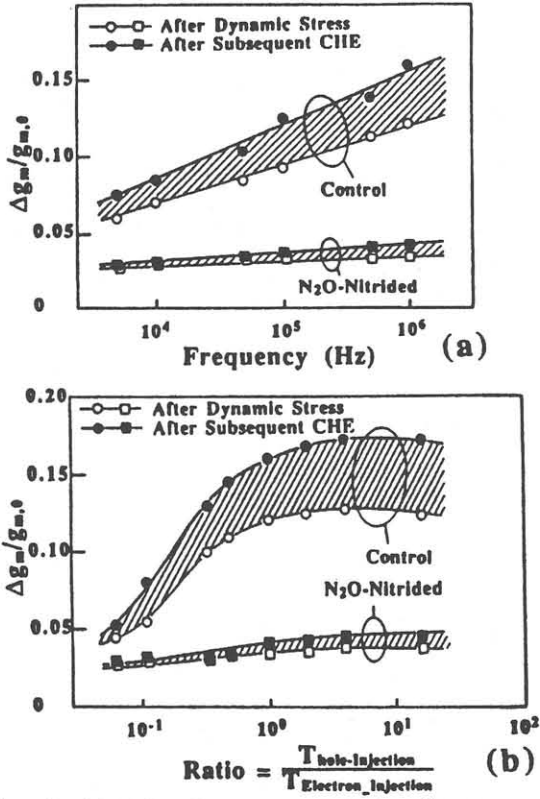 After Dynamic Stress
After Subsequent CHE
0.15
0.10
0.05
0
Δgm/gm,0
Control
N2O-Nitrided
10^4
10^5
10^6
Frequency (Hz)
(a)
0.20
After Dynamic Stress
After Subsequent CHE
0.15
0.10
0.05
0
Δgm/gm,0
Control
N2O-Nitrided
10^-1
10^0
10^1
10^2
Ratio = Thole-Injection / TElectron_Injection
(b)